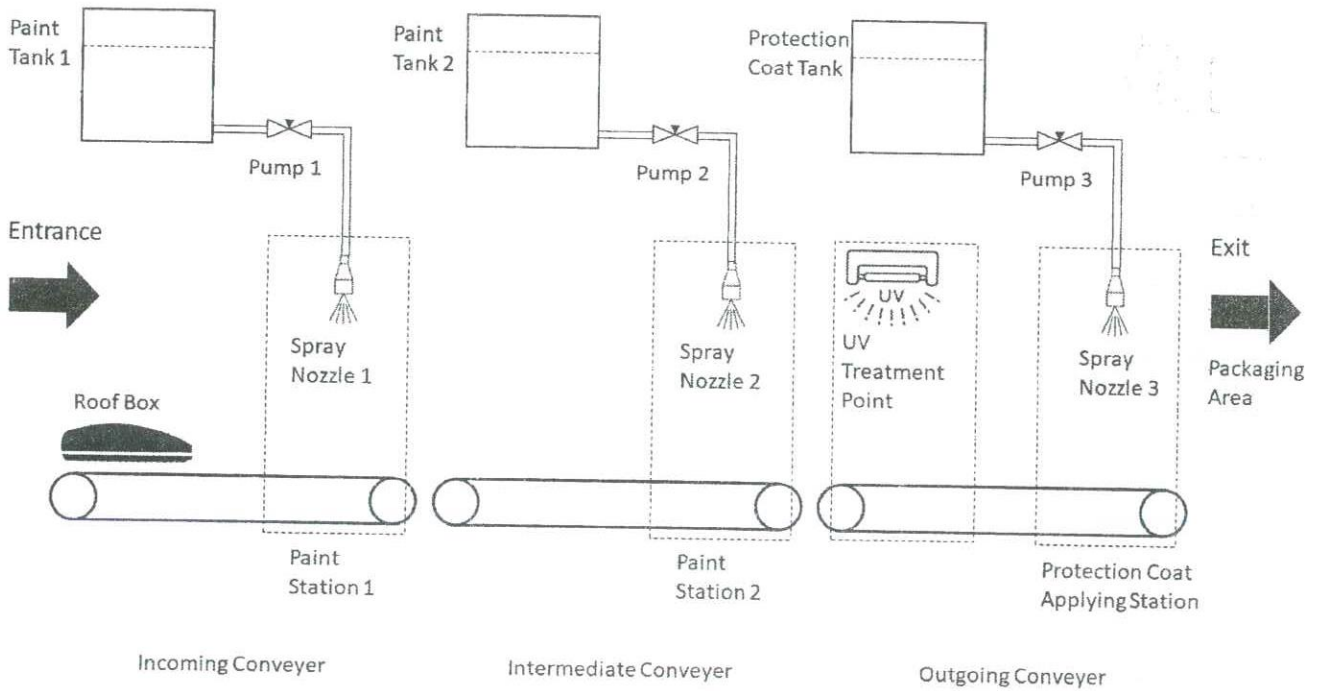 Paint
Tank 1
Paint
Tank 2
Protection
Coat Tank
Pump 1
Pump 2
Pump 3
Entrance
Exit
UV
Spray
Nozzle 1
Spray
Nozzle 2
UV
Treatment
Point
Spray
Nozzle 3
Packaging
Area
Roof Box
Paint
Station 1
Paint
Station 2
Protection Coat
Applying Station
Incoming Conveyer
Intermediate Conveyer
Outgoing Conveyer